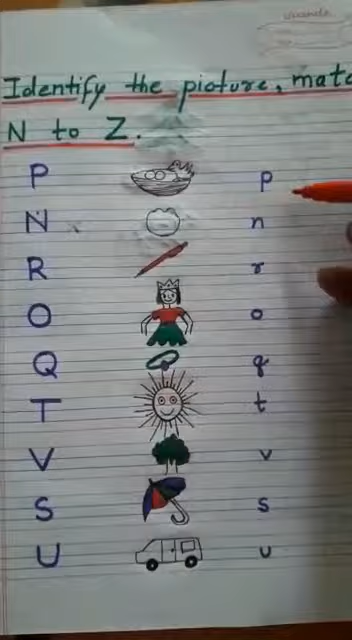 Identify the picture, matc
N to Z.
P p
N n
R r
O o
Q q
T t
V v
S s
U u